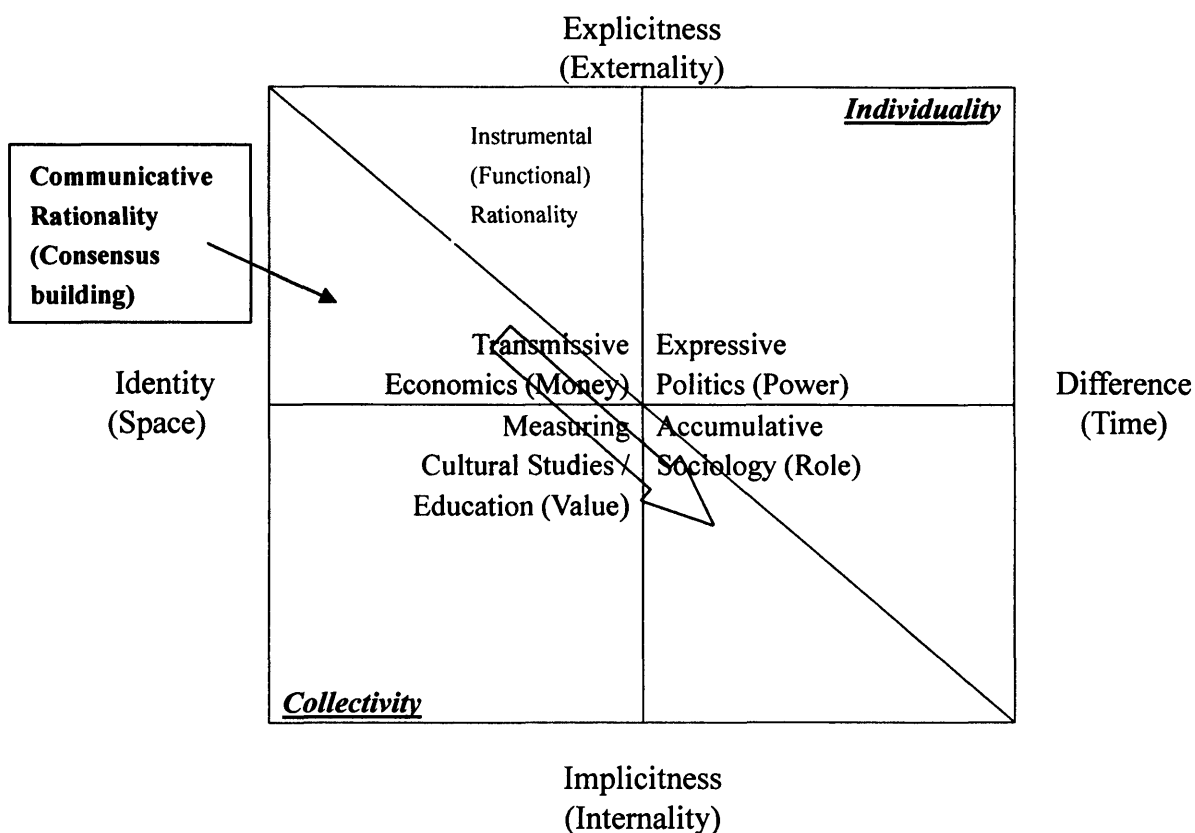 Explicitness
(Externality)
Individuality
Instrumental
(Functional)
Rationality
Communicative
Rationality
(Consensus
building)
Transmissive
Economics (Money)
Expressive
Politics (Power)
Identity
(Space)
Difference
(Time)
Measuring
Cultural Studies /
Education (Value)
Accumulative
Sociology (Role)
Collectivity
Implicitness
(Internality)